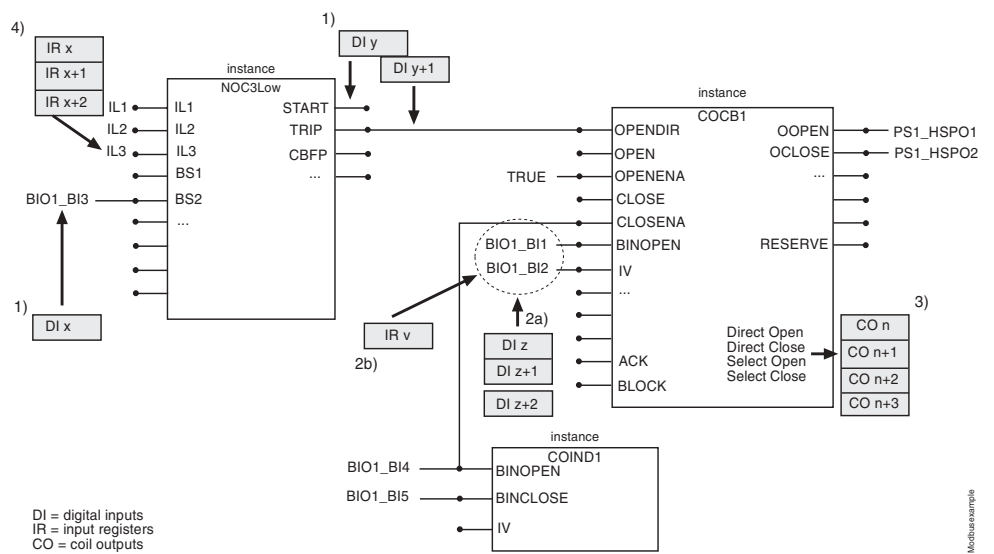 4)
IR x
IR x+1
IR x+2
1)
DI y
DI y+1
instance
NOC3Low
IL1
IL1
START
IL2
IL2
TRIP
IL3
IL3
CBFP
BS1
...
BIO1_BI3
BS2
...
1)
DI x
instance
COCB1
OPENDIR
OOPEN
PS1_HSPO1
OPEN
OCLOSE
PS1_HSPO2
TRUE
OPENENA
...
CLOSE
CLOSENA
BIO1_BI1
BINOPEN
RESERVE
BIO1_BI2
IV
...
2a)
IR v
2b)
DI z
DI z+1
DI z+2
ACK
BLOCK
3)
Direct Open
Direct Close
Select Open
Select Close
CO n
CO n+1
CO n+2
CO n+3
instance
COIND1
BIO1_BI4
BINOPEN
BIO1_BI5
BINCLOSE
IV
DI = digital inputs
IR = input registers
CO = coil outputs
Modbusexample